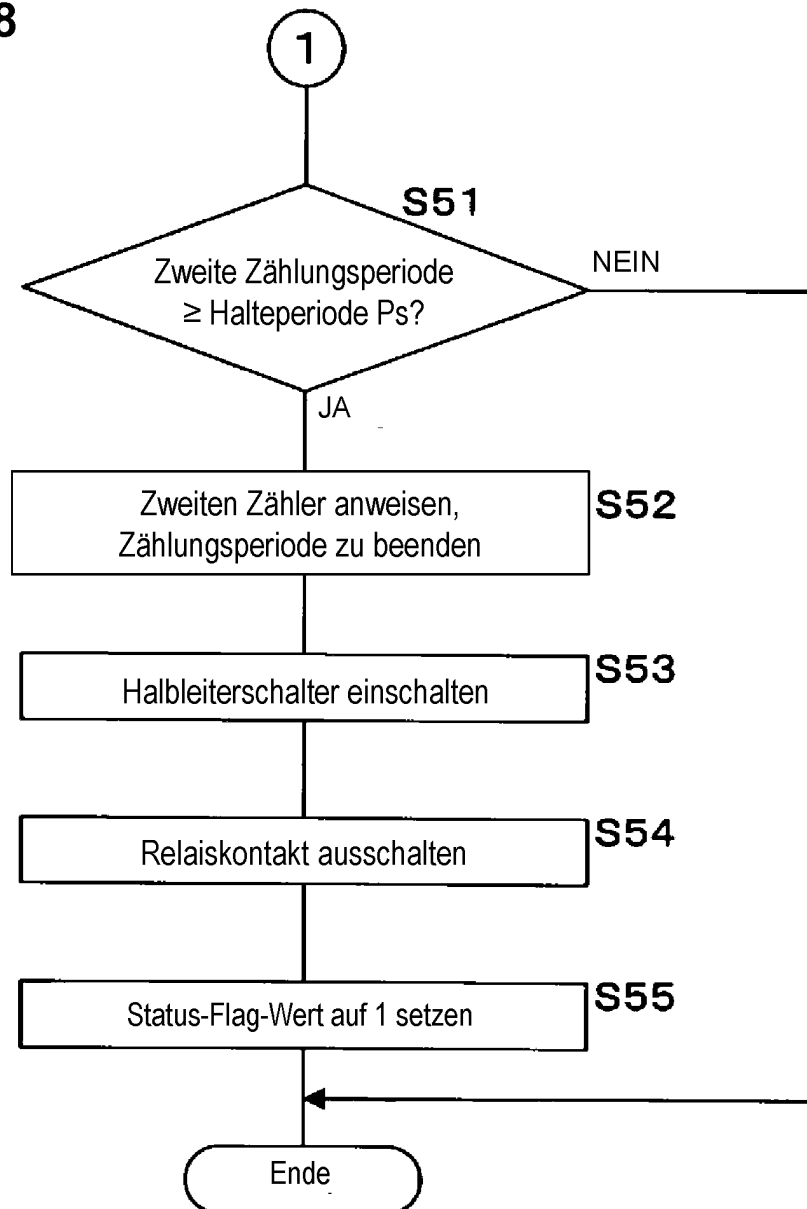 8
1
S51
Zweite Zählungsperiode
≥ Halteperiode Ps?
NEIN
JA
Zweiten Zähler anweisen,
Zählungsperiode zu beenden
S52
Halbleiterschalter einschalten
S53
Relaiskontakt ausschalten
S54
Status-Flag-Wert auf 1 setzen
S55
Ende